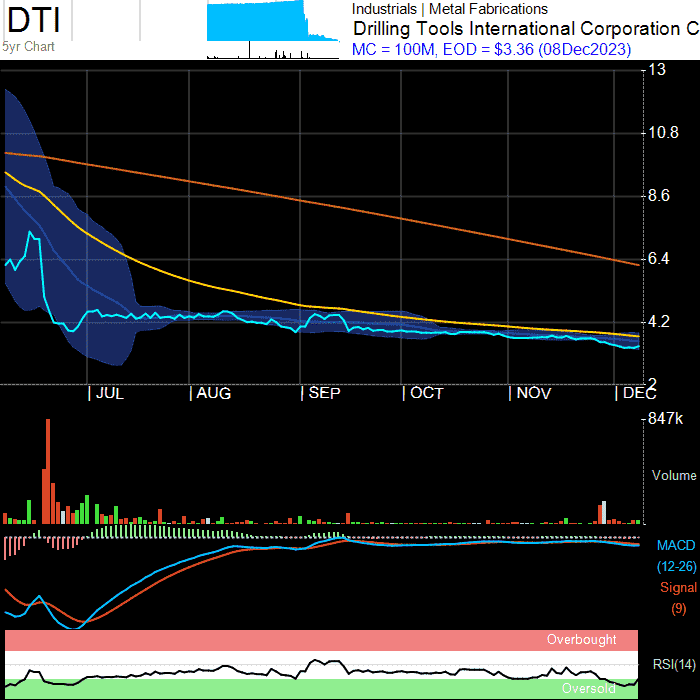 DTI
5yr Chart
Industrials | Metal Fabrications
Drilling Tools International Corporation C
MC = 100M, EOD = $3.36 (08Dec2023)
13
10.8
8.6
6.4
4.2
2
| JUL
| AUG
| SEP
| OCT
| NOV
| DEC
847k
Volume
MACD
(12-26)
Signal
(9)
Overbought
RSI(14)
Oversold